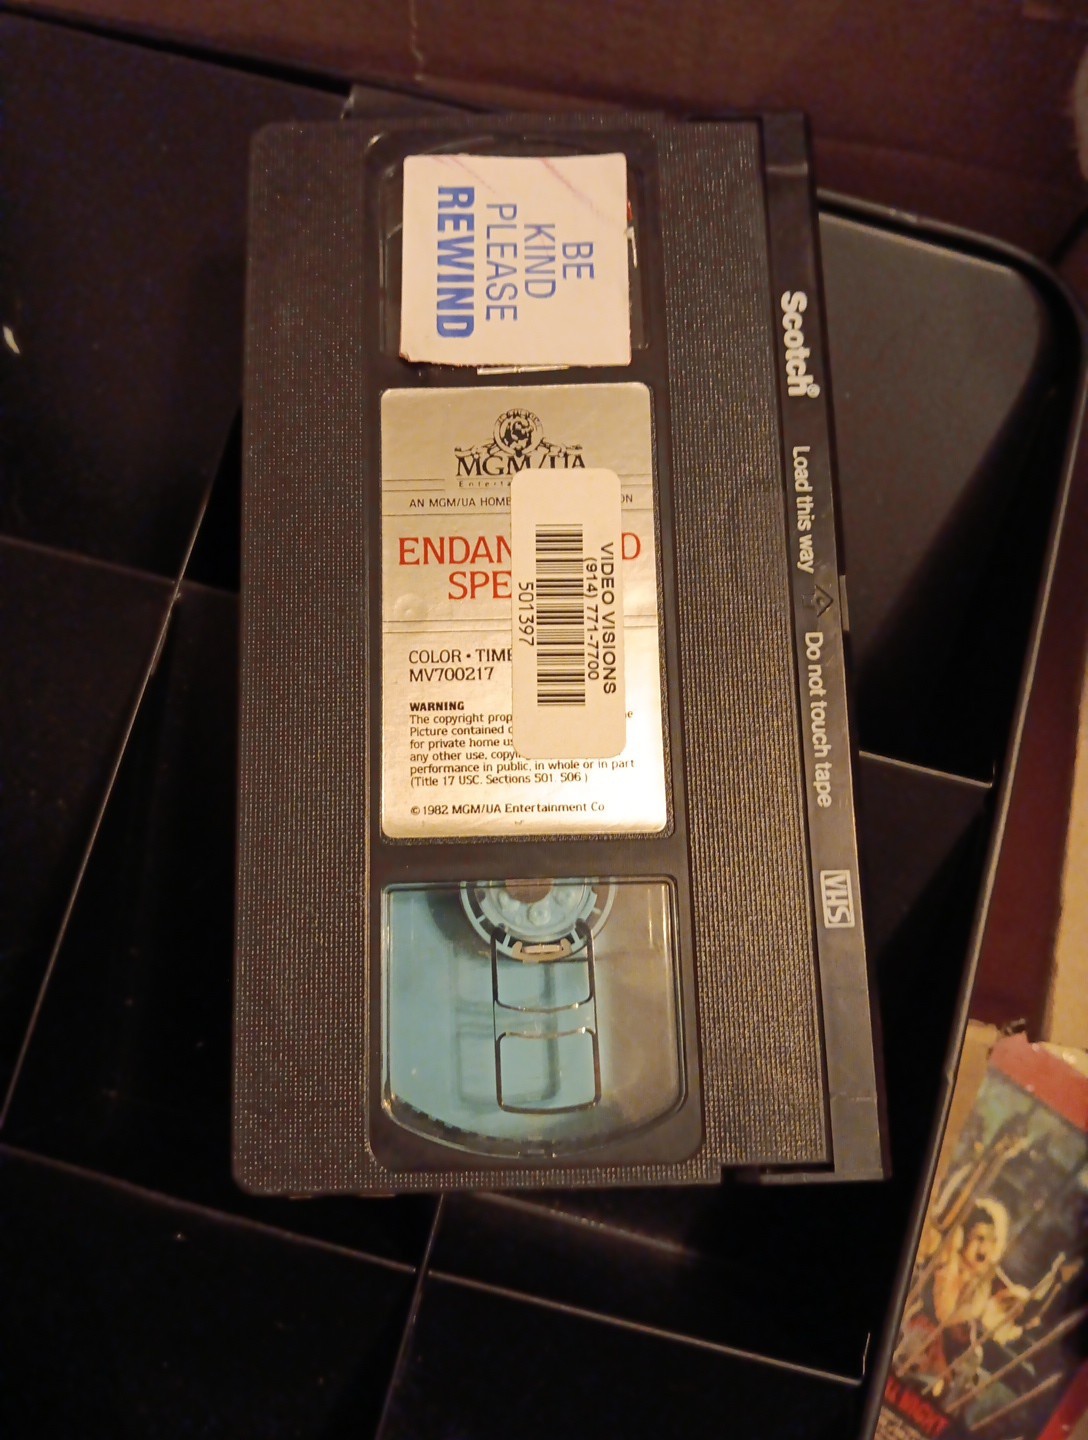 BE
KIND
PLEASE
REWIND
MGM/UA
AN MGM/UA HOME
ON
ENDAN D
SPE
COLOR • TIME
MV700217
WARNING
The copyright prop
Picture contained
for private home
any other use, copy
performance in public, in whole or in part
(Title 17 USC. Sections 501 506)
© 1982 MGM/UA Entertainment Co
VIDEO VISIONS
(914) 771-7700
501397
Scotch®
Load this way
Do not touch tape
VHS
NIGHT